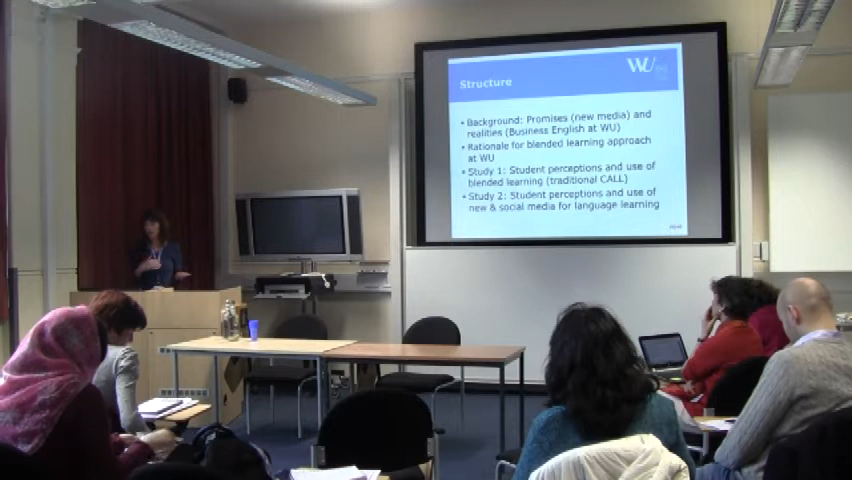 WU
Structure
• Background: Promises (new media) and
realities (Business English at WU)
• Rationale for blended learning approach
at WU
• Study 1: Student perceptions and use of
blended learning (traditional CALL)
• Study 2: Student perceptions and use of
new & social media for language learning